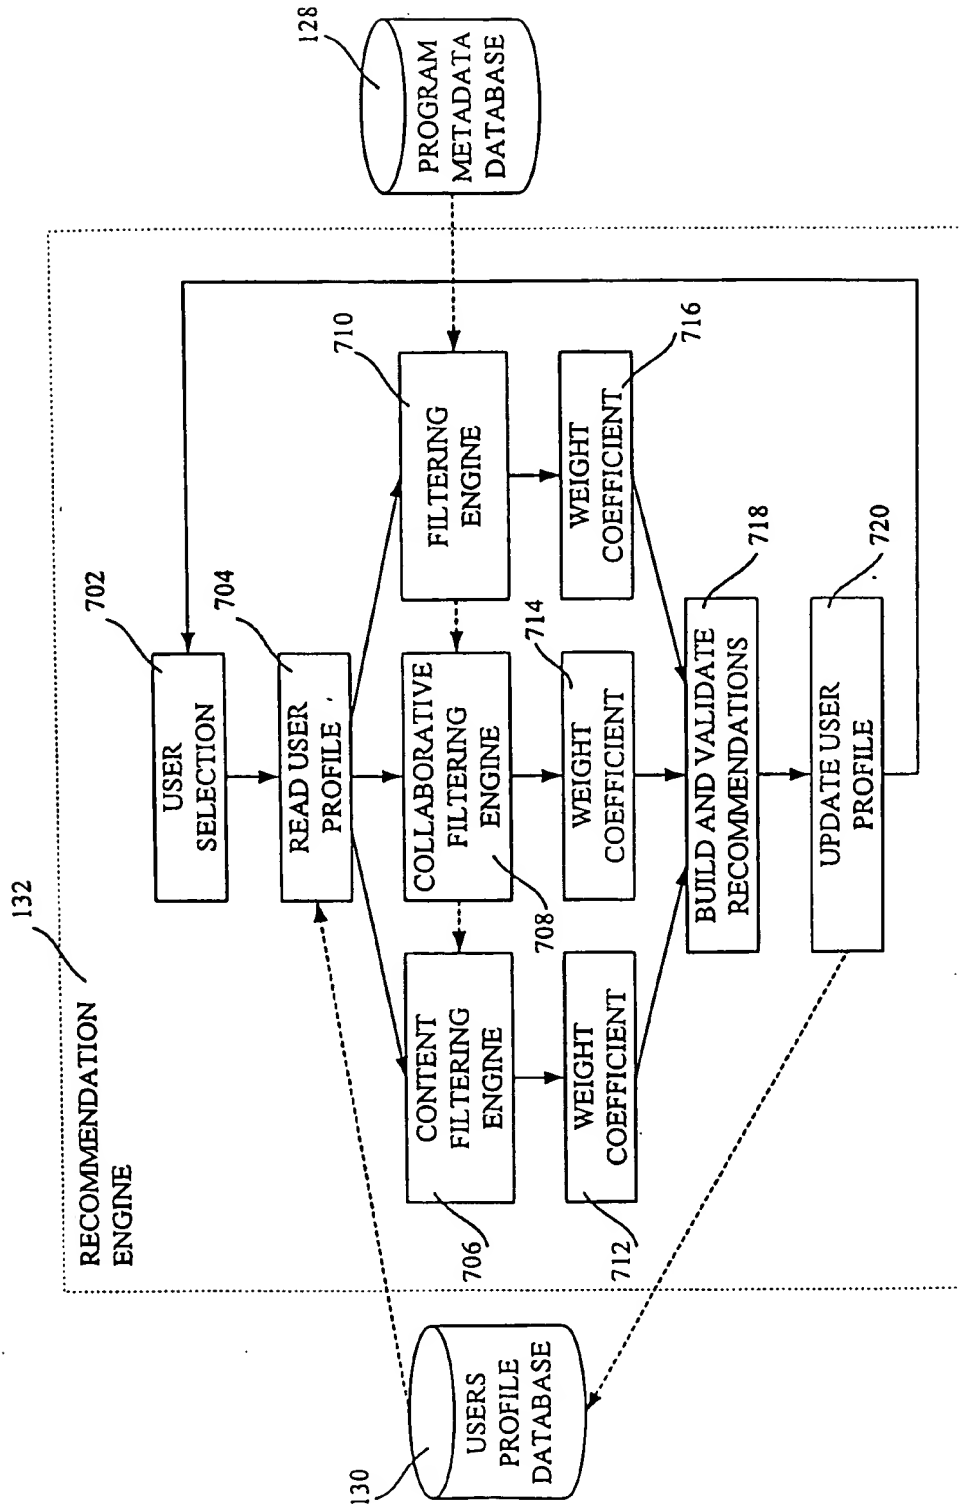 RECOMMENDATION
ENGINE
132
USER
SELECTION
702
READ USER
PROFILE
704
CONTENT
FILTERING
ENGINE
706
COLLABORATIVE
FILTERING
ENGINE
708
FILTERING
ENGINE
710
WEIGHT
COEFFICIENT
712
WEIGHT
COEFFICIENT
714
WEIGHT
COEFFICIENT
716
BUILD AND VALIDATE
RECOMMENDATIONS
718
UPDATE USER
PROFILE
720
USERS
PROFILE
DATABASE
130
PROGRAM
METADATA
DATABASE
128